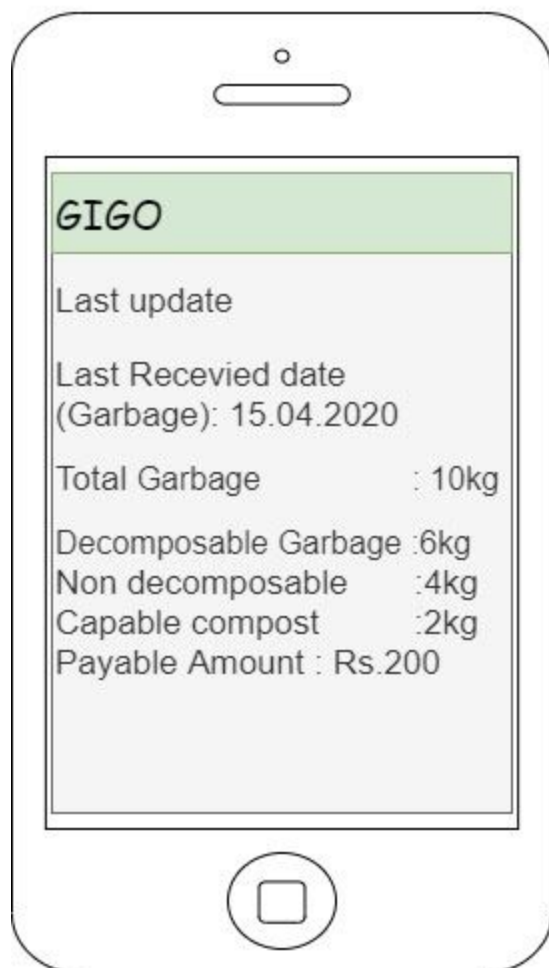 GIGO
Last update
Last Recevied date
(Garbage): 15.04.2020
Total Garbage : 10kg
Decomposable Garbage :6kg
Non decomposable :4kg
Capable compost :2kg
Payable Amount : Rs.200